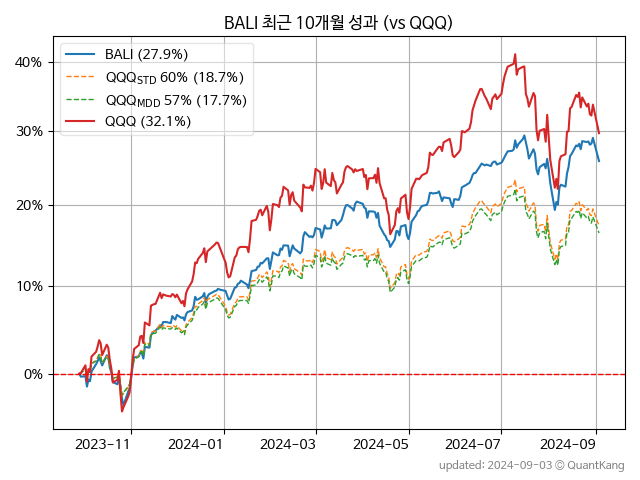 BALI 최근 10개월 성과 (vs QQQ)
BALI (27.9%)
QQQSTD 60% (18.7%)
QQQMDD 57% (17.7%)
QQQ (32.1%)
40%
30%
20%
10%
0%
2023-11 2024-01 2024-03 2024-05 2024-07 2024-09
updated: 2024-09-03 © QuantKang